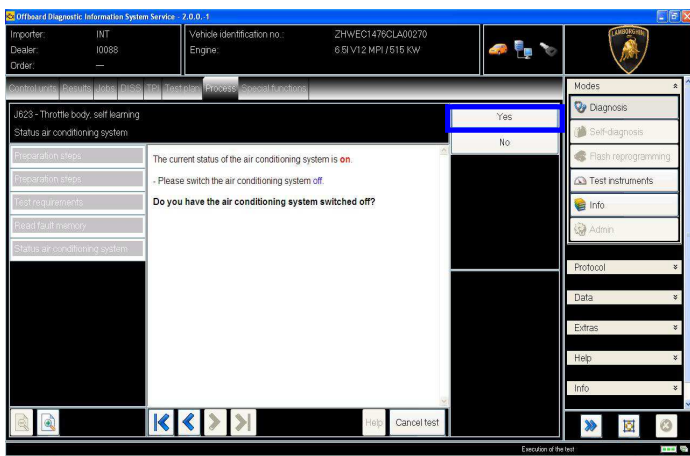 Offboard Diagnostic Information System Service - 2.0.0. -1
Importer: INT
Dealer: I0088
Order: —
Vehicle identification no.: ZHWEC1476CLA00270
Engine: 6.5l V12 MPI / 515 KW
LAMBORGHINI
Control units Results Jobs DISS TPI Test plan Process Special functions
J623 - Throttle body, self learning
Status air conditioning system
Yes
No
Preparation steps
Preparation steps
Test requirements
Read fault memory
Status air conditioning system
The current status of the air conditioning system is on.
- Please switch the air conditioning system off.
Do you have the air conditioning system switched off?
Help
Cancel test
Modes
Diagnosis
Self-diagnosis
Flash reprogramming
Test instruments
Info
Admin
Protocol
Data
Extras
Help
Info
Execution of the test